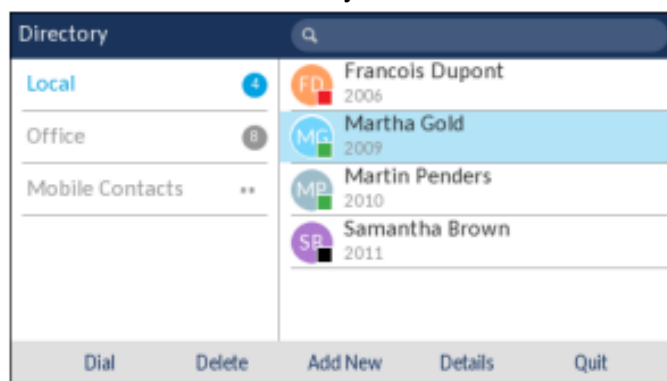 Directory
Local 4
Office 8
Mobile Contacts ••
FD Francois Dupont
2006
MG Martha Gold
2009
MP Martin Penders
2010
SB Samantha Brown
2011
Dial Delete Add New Details Quit